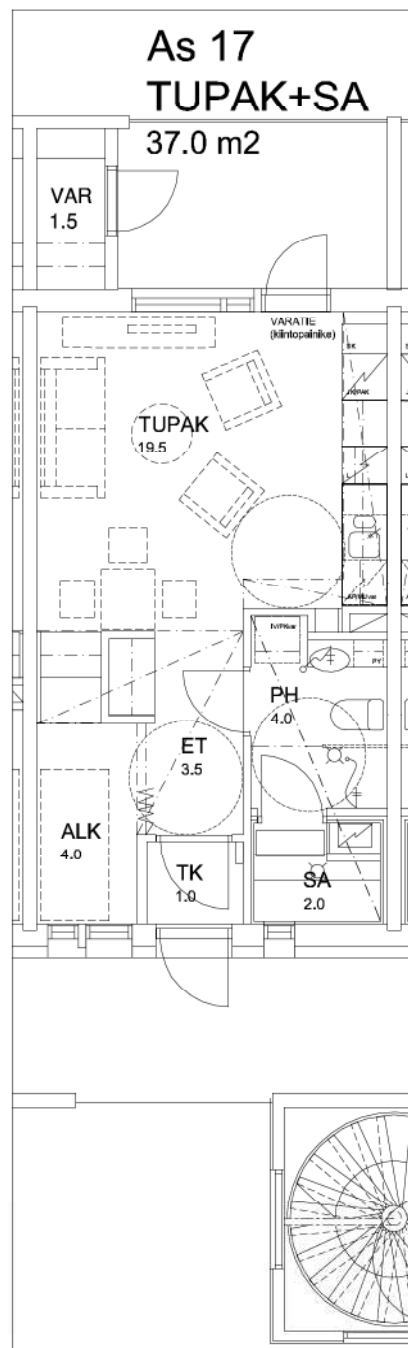 As 17
TUPAK+SA
37.0 m2
VAR
1.5
VARATIE
(kiintopainike)
TUPAK
19.5
PH
4.0
ET
3.5
ALK
4.0
TK
1.0
SA
2.0